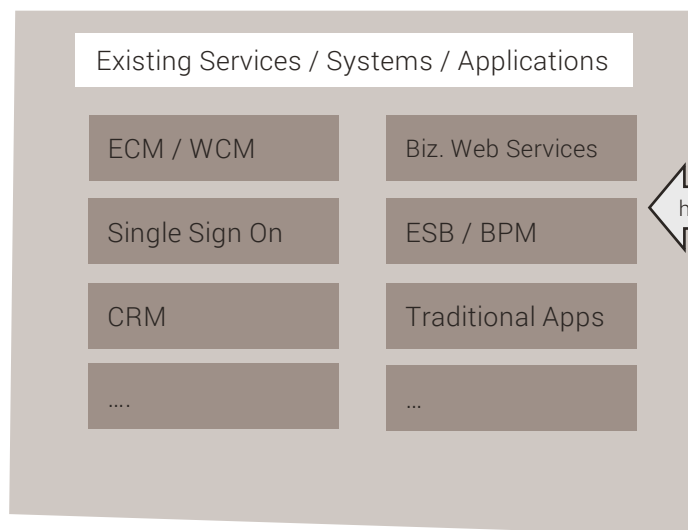 Existing Services / Systems / Applications
ECM / WCM
Biz. Web Services
Single Sign On
ESB / BPM
CRM
Traditional Apps
....
...